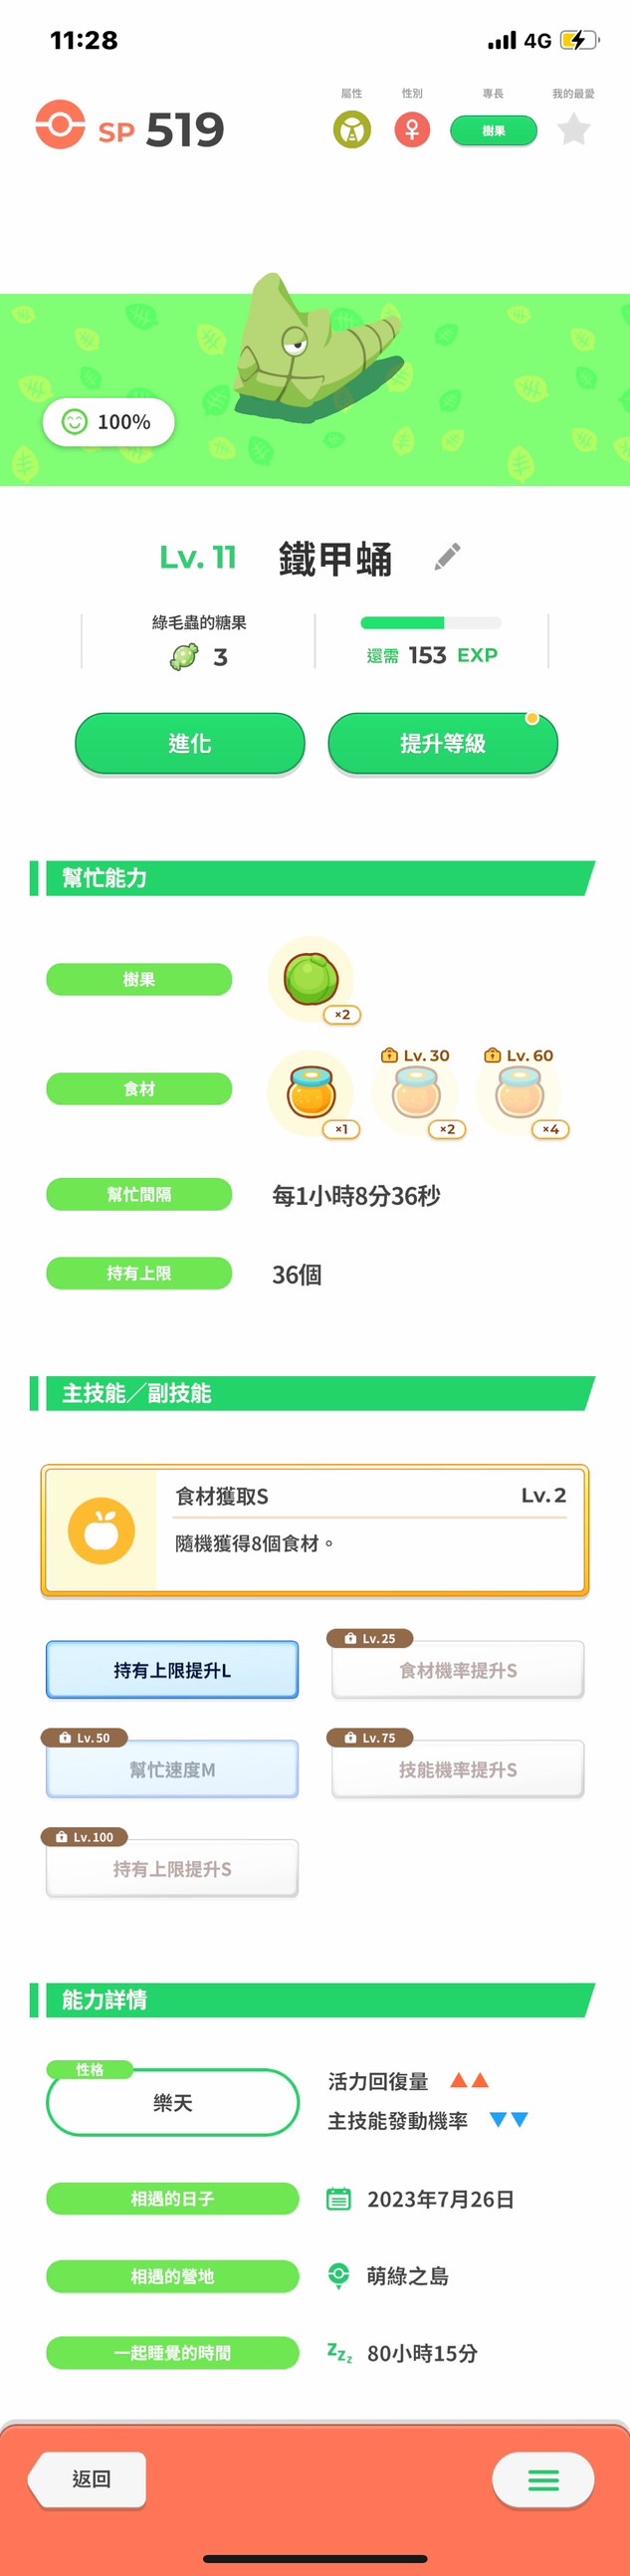 11:28
4G
屬性 性別 專長 我的最愛
SP 519 樹果
100%
Lv. 11 鐵甲蛹
綠毛蟲的糖果
3
還需 153 EXP
進化 提升等級
幫忙能力
樹果
×2
Lv.30 Lv.60
食材
×1 ×2 ×4
幫忙間隔 每1小時8分36秒
持有上限 36個
主技能／副技能
食材獲取S Lv.2
隨機獲得8個食材。
Lv.25
持有上限提升L 食材機率提升S
Lv.50 Lv.75
幫忙速度M 技能機率提升S
Lv.100
持有上限提升S
能力詳情
性格
樂天
活力回復量
主技能發動機率
相遇的日子 2023年7月26日
相遇的營地 萌綠之島
一起睡覺的時間 zzz 80小時15分
返回